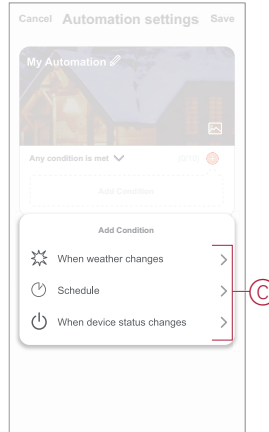 Cancel Automation settings Save
My Automation
Any condition is met
Add Condition
Add Condition
When weather changes
Schedule
When device status changes
C